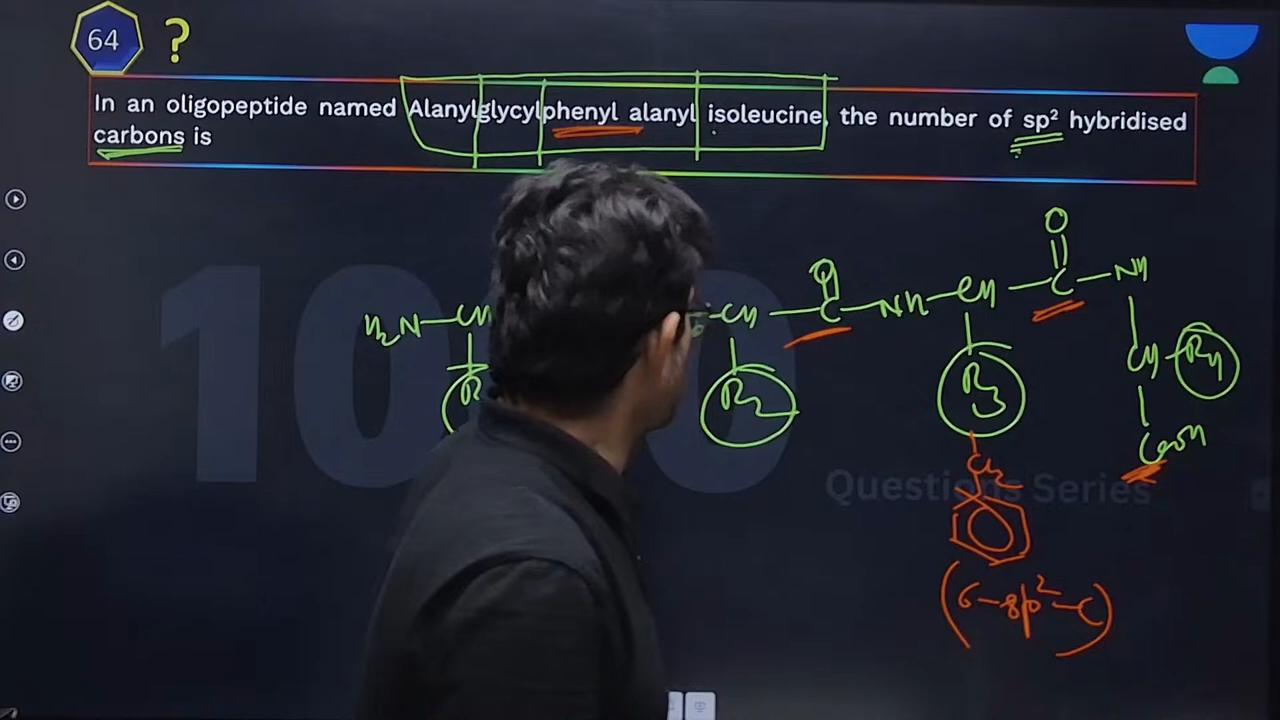 64 ?
In an oligopeptide named Alanylglycylphenyl alanyl isoleucine, the number of sp² hybridised
carbons is
O
O
H₂N-CH -CH-C-NH-CH-C-NH
R R₂ R₃ CH-R₄
COOH
CH₂
Questions Series
(6-sp²-C)